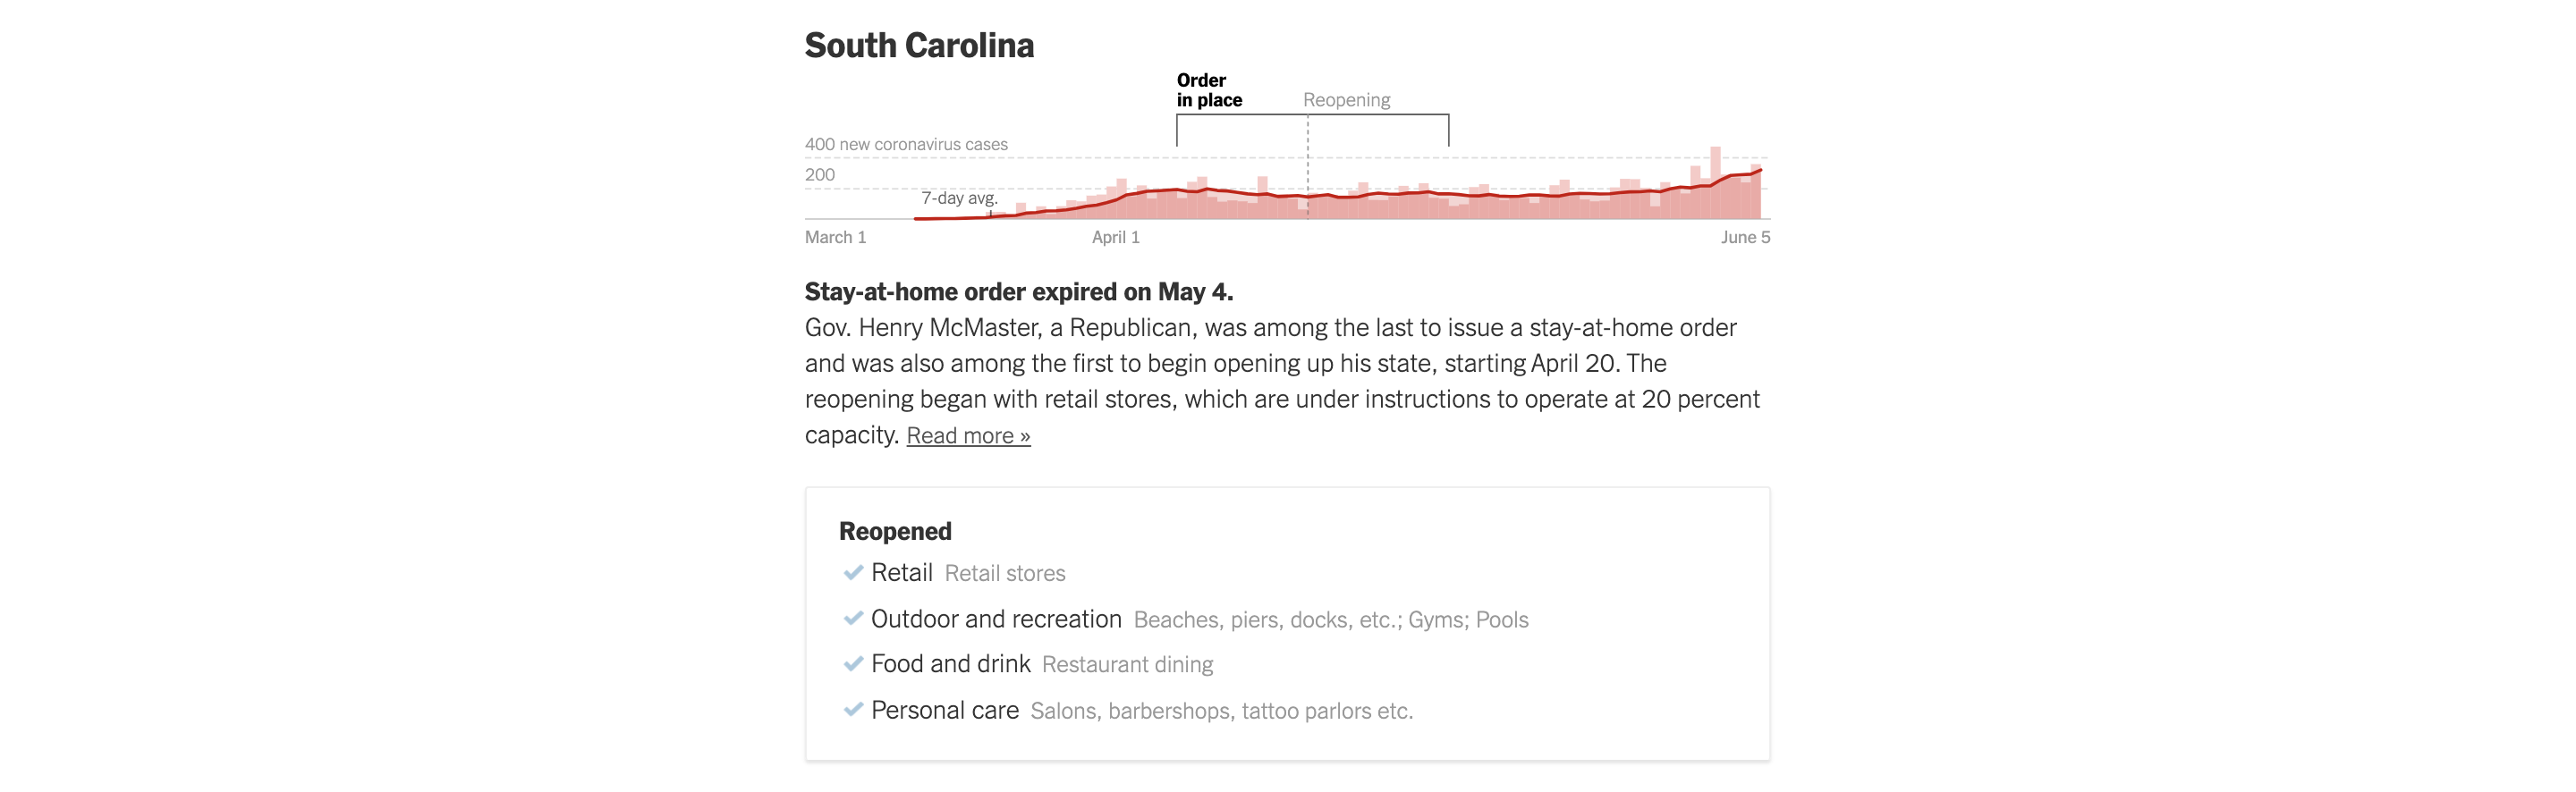 South Carolina
Order
in place
Reopening
400 new coronavirus cases
200
7-day avg.
March 1
April 1
June 5
Stay-at-home order expired on May 4.
Gov. Henry McMaster, a Republican, was among the last to issue a stay-at-home order
and was also among the first to begin opening up his state, starting April 20. The
reopening began with retail stores, which are under instructions to operate at 20 percent
capacity. Read more »
Reopened
Retail Retail stores
Outdoor and recreation Beaches, piers, docks, etc.; Gyms; Pools
Food and drink Restaurant dining
Personal care Salons, barbershops, tattoo parlors etc.